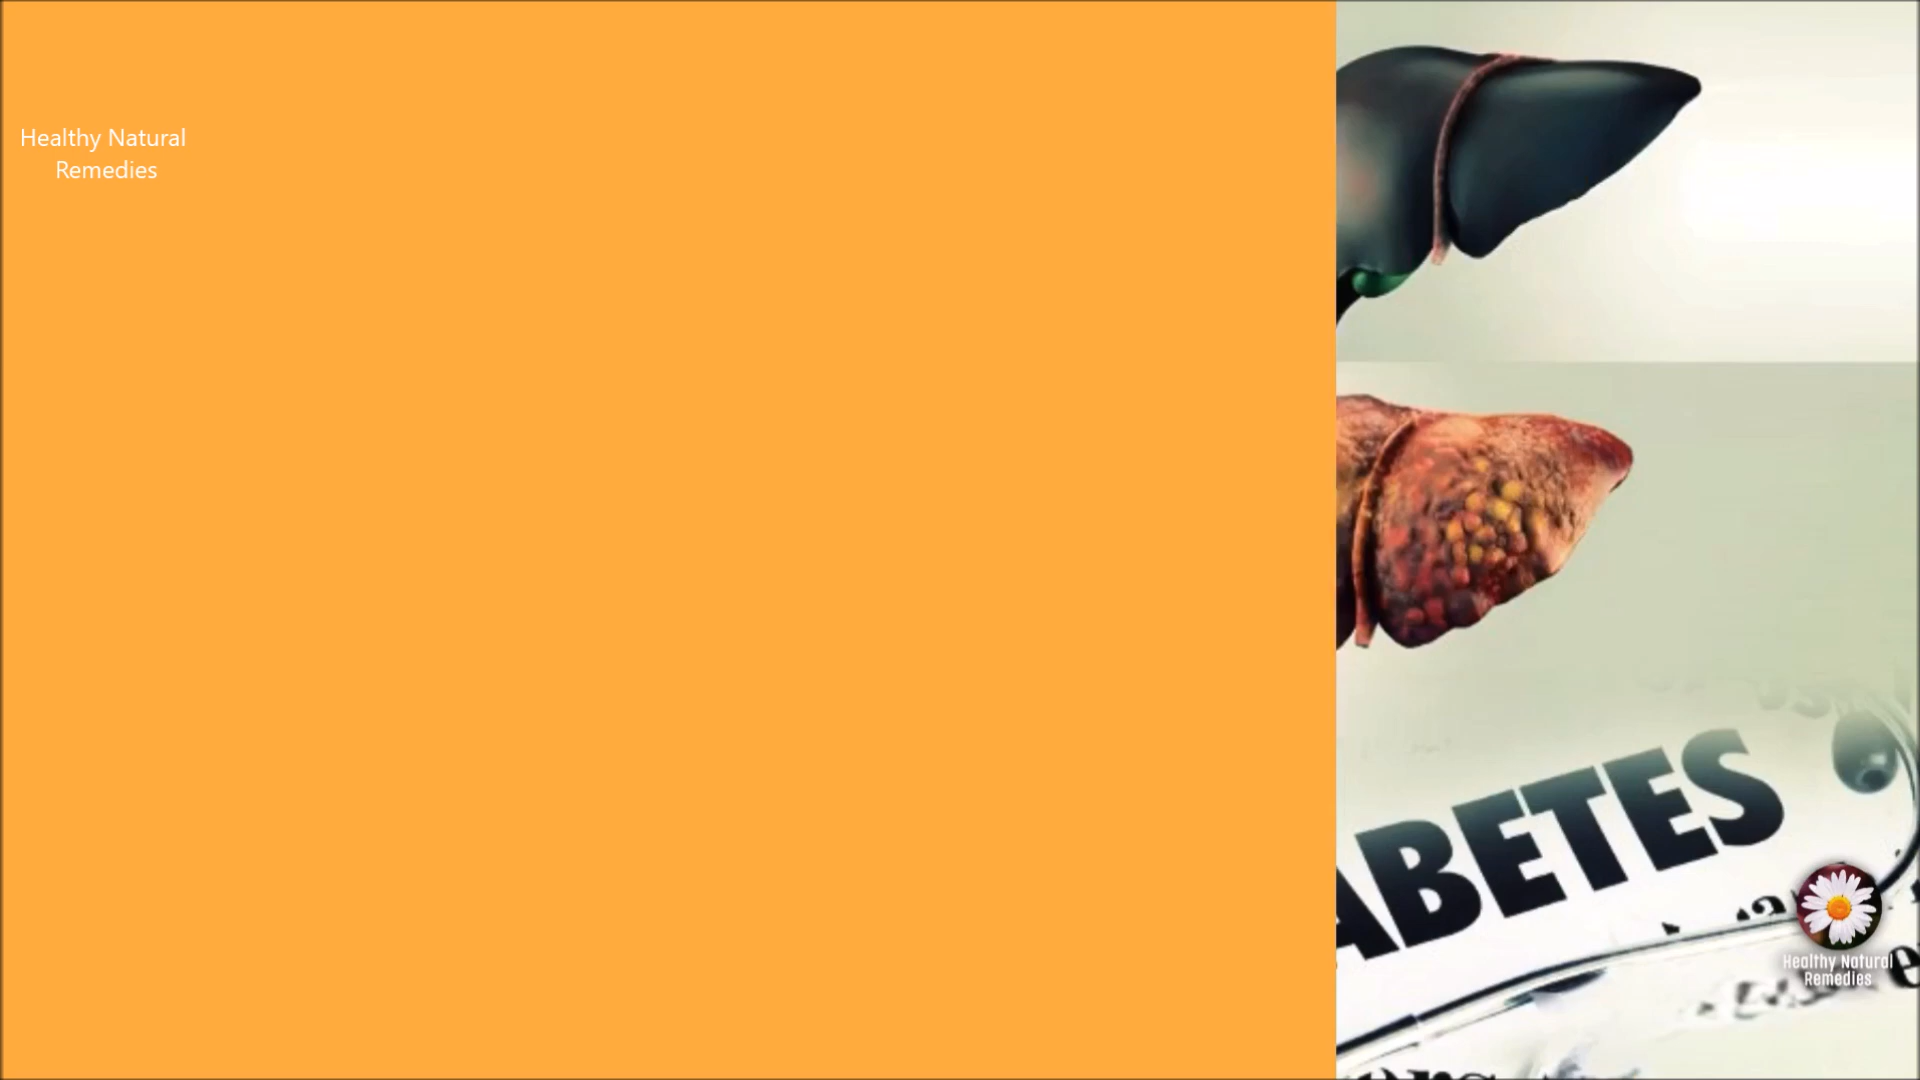 Healthy Natural
Remedies
ABETES
Healthy Natural
Remedies